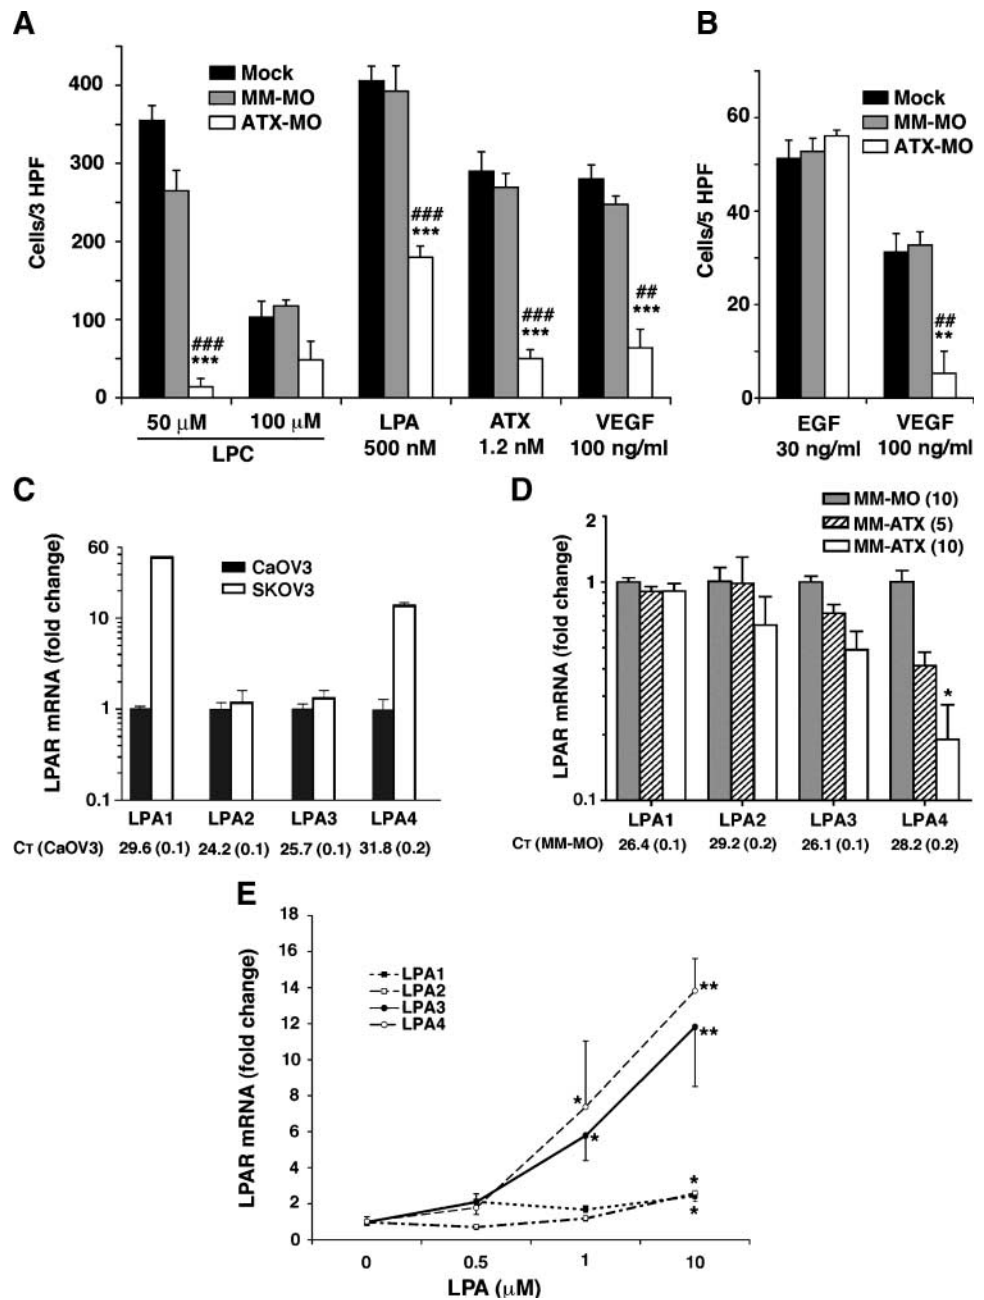 A
Cells/3 HPF
400
300
200
100
0
Mock
MM-MO
ATX-MO
###
***
###
***
###
***
##
***
50 μM
100 μM
LPC
LPA
500 nM
ATX
1.2 nM
VEGF
100 ng/ml
B
Cells/5 HPF
60
40
20
0
Mock
MM-MO
ATX-MO
##
**
EGF
30 ng/ml
VEGF
100 ng/ml
C
LPAR mRNA (fold change)
60
10
1
0.1
CaOV3
SKOV3
LPA1 LPA2 LPA3 LPA4
CT (CaOV3) 29.6 (0.1) 24.2 (0.1) 25.7 (0.1) 31.8 (0.2)
D
LPAR mRNA (fold change)
2
1
0.1
MM-MO (10)
MM-ATX (5)
MM-ATX (10)
*
LPA1 LPA2 LPA3 LPA4
CT (MM-MO) 26.4 (0.1) 29.2 (0.2) 26.1 (0.1) 28.2 (0.2)
E
LPAR mRNA (fold change)
18
16
14
12
10
8
6
4
2
0
LPA1
LPA2
LPA3
LPA4
**
**
*
*
*
*
0 0.5 1 10
LPA (μM)